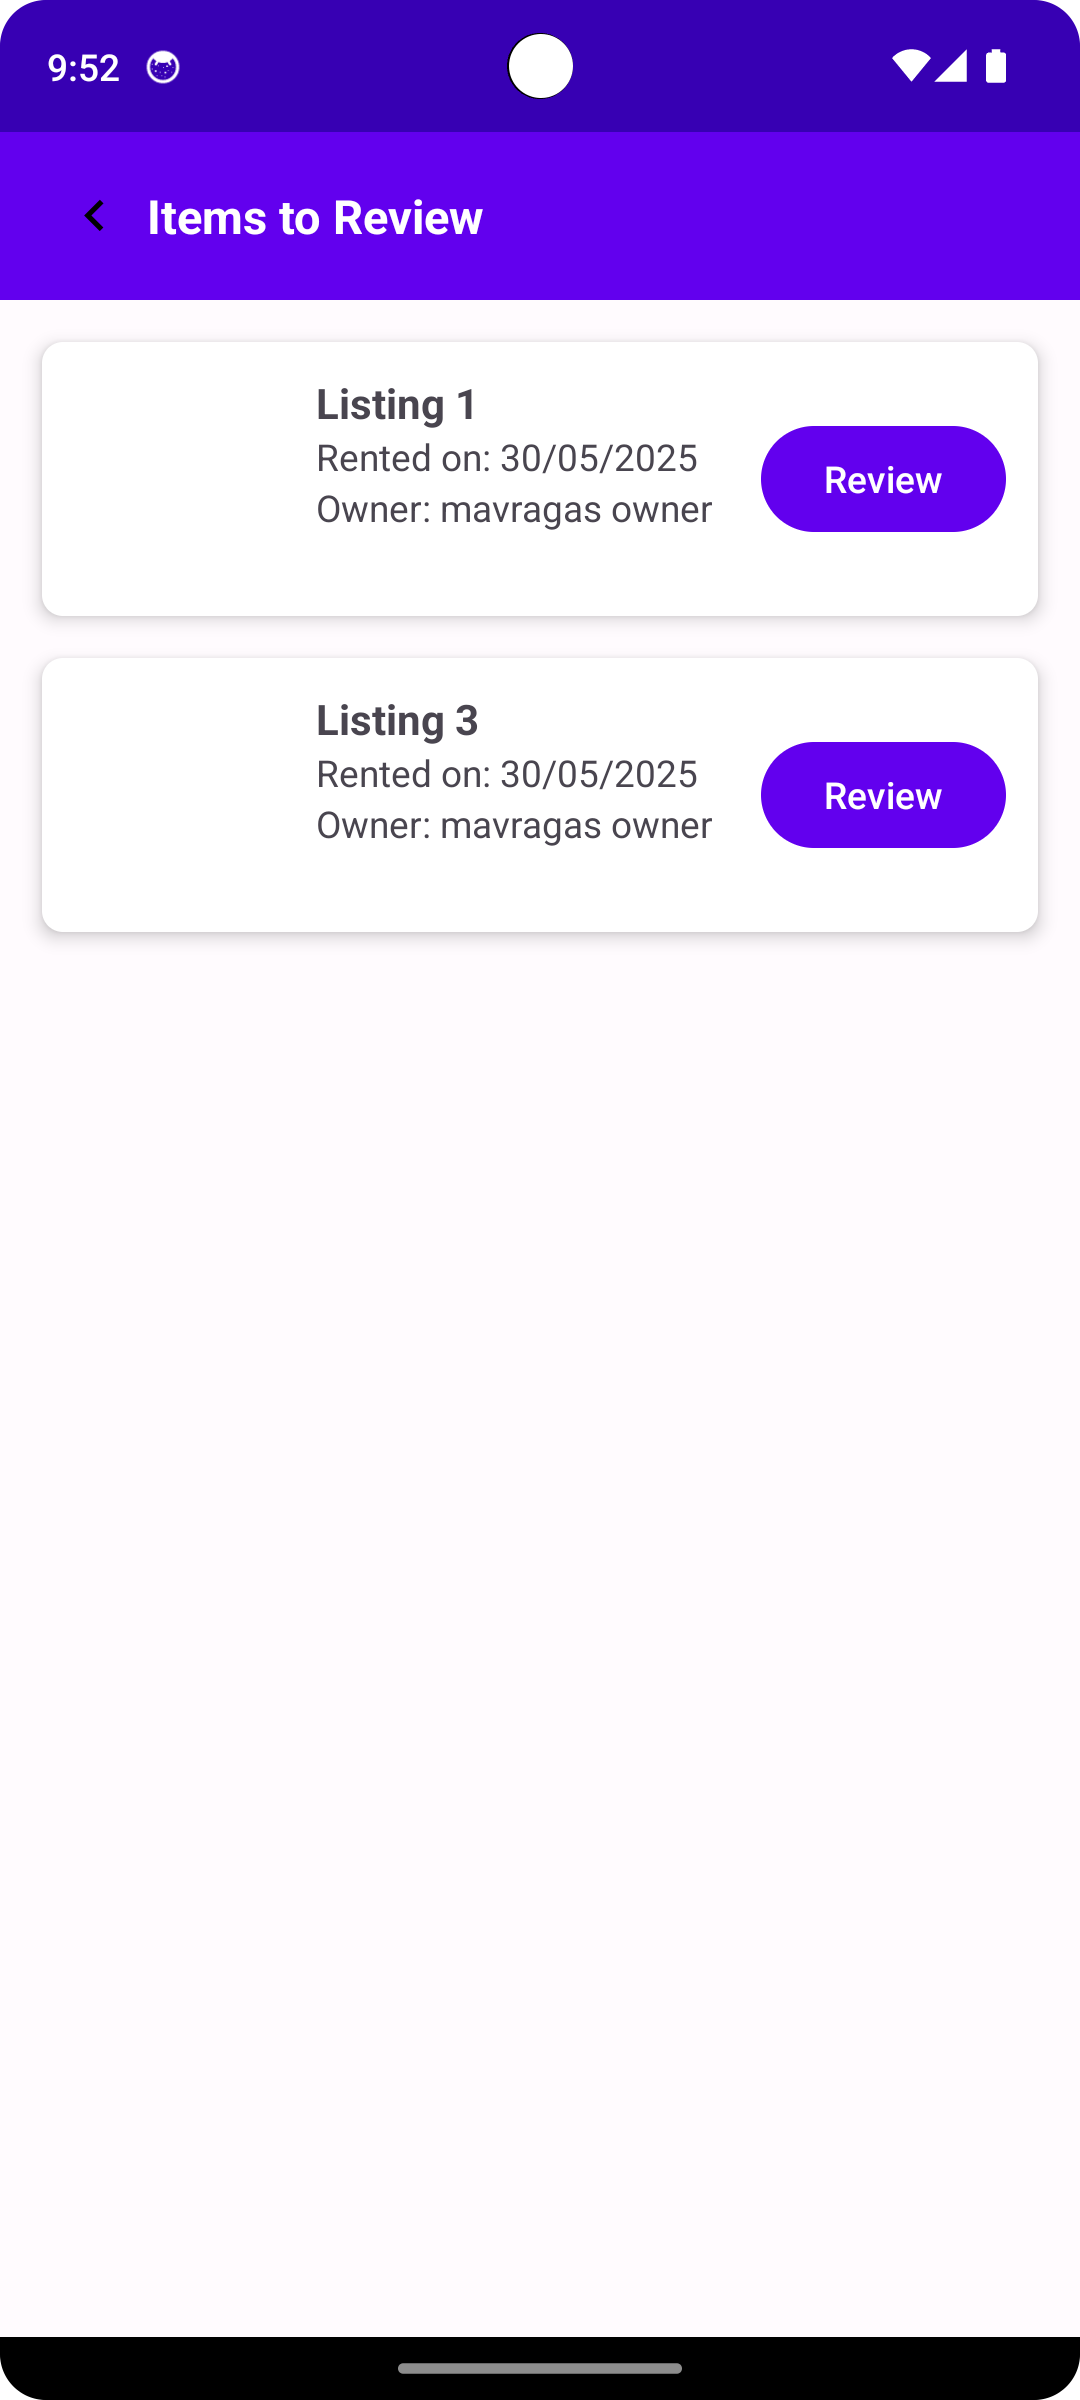 9:52
Items to Review
Listing 1
Rented on: 30/05/2025
Owner: mavragas owner
Review
Listing 3
Rented on: 30/05/2025
Owner: mavragas owner
Review